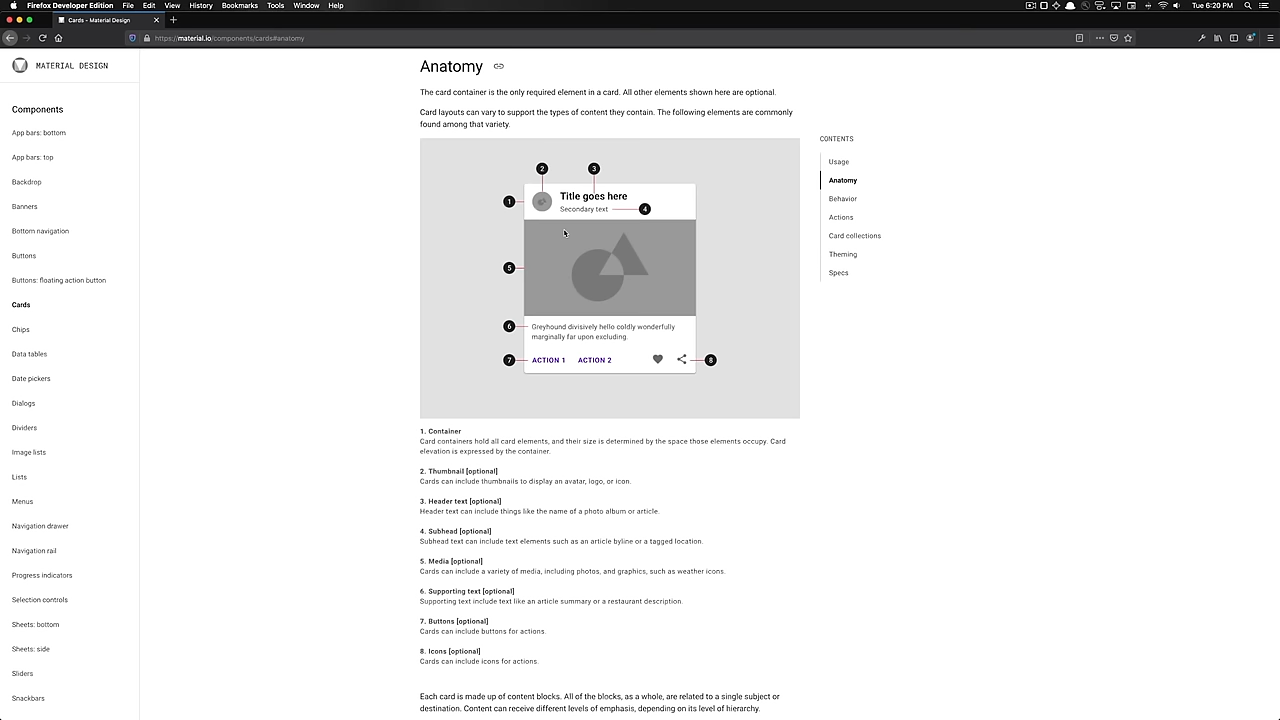 Firefox Developer Edition File Edit View History Bookmarks Tools Window Help
Tue 6:20 PM
Cards - Material Design
https://material.io/components/cards#anatomy
MATERIAL DESIGN
Components
App bars: bottom
App bars: top
Backdrop
Banners
Bottom navigation
Buttons
Buttons: floating action button
Cards
Chips
Data tables
Date pickers
Dialogs
Dividers
Image lists
Lists
Menus
Navigation drawer
Navigation rail
Progress indicators
Selection controls
Sheets: bottom
Sheets: side
Sliders
Snackbars
Anatomy
The card container is the only required element in a card. All other elements shown here are optional.
Card layouts can vary to support the types of content they contain. The following elements are commonly
found among that variety.
2
3
1
Title goes here
Secondary text
4
5
6
Greyhound divisively hello coldly wonderfully
marginally far upon excluding.
7
ACTION 1 ACTION 2
8
1. Container
Card containers hold all card elements, and their size is determined by the space those elements occupy. Card
elevation is expressed by the container.
2. Thumbnail [optional]
Cards can include thumbnails to display an avatar, logo, or icon.
3. Header text [optional]
Header text can include things like the name of a photo album or article.
4. Subhead [optional]
Subhead text can include text elements such as an article byline or a tagged location.
5. Media [optional]
Cards can include a variety of media, including photos, and graphics, such as weather icons.
6. Supporting text [optional]
Supporting text include text like an article summary or a restaurant description.
7. Buttons [optional]
Cards can include buttons for actions.
8. Icons [optional]
Cards can include icons for actions.
Each card is made up of content blocks. All of the blocks, as a whole, are related to a single subject or
destination. Content can receive different levels of emphasis, depending on its level of hierarchy.
CONTENTS
Usage
Anatomy
Behavior
Actions
Card collections
Theming
Specs